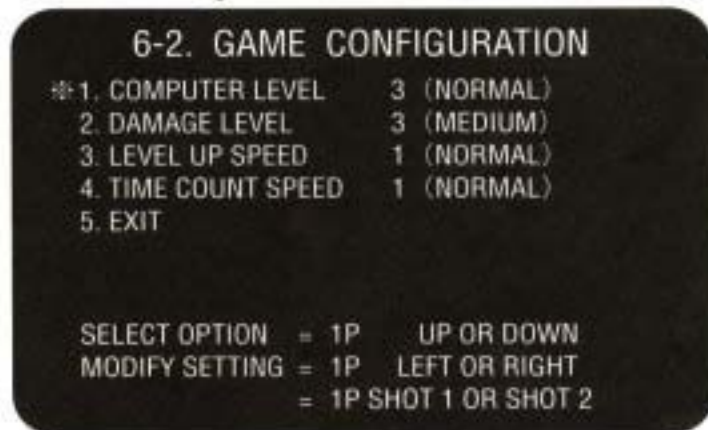 6-2. GAME CONFIGURATION
※1. COMPUTER LEVEL 3 (NORMAL)
2. DAMAGE LEVEL 3 (MEDIUM)
3. LEVEL UP SPEED 1 (NORMAL)
4. TIME COUNT SPEED 1 (NORMAL)
5. EXIT
SELECT OPTION = 1P UP OR DOWN
MODIFY SETTING = 1P LEFT OR RIGHT
= 1P SHOT 1 OR SHOT 2